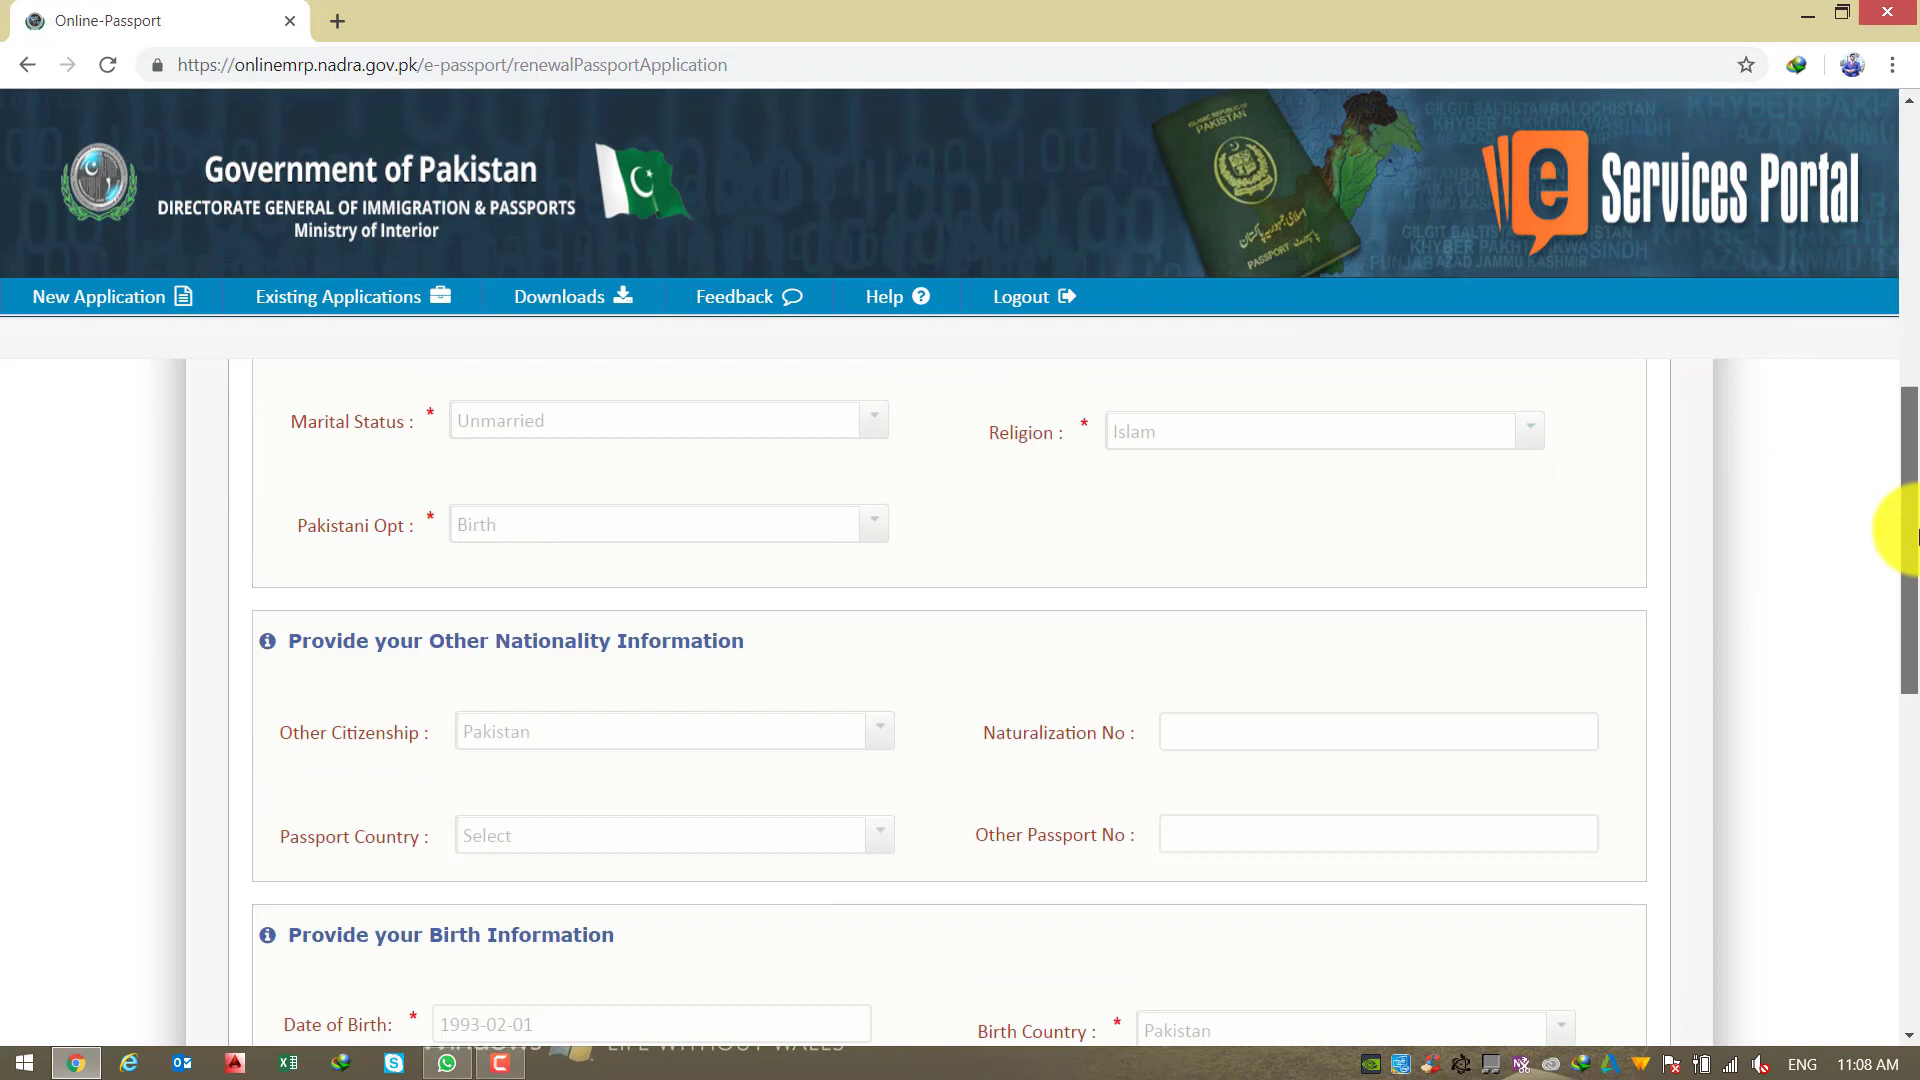 Online-Passport
https://onlinemrp.nadra.gov.pk/e-passport/renewalPassportApplication
Government of Pakistan
DIRECTORATE GENERAL OF IMMIGRATION & PASSPORTS
Ministry of Interior
ISLAMIC REPUBLIC OF
PAKISTAN
PASSPORT
e Services Portal
New Application
Existing Applications
Downloads
Feedback
Help
Logout
Marital Status : * Unmarried
Religion : * Islam
Pakistani Opt : * Birth
Provide your Other Nationality Information
Other Citizenship : Pakistan
Naturalization No :
Passport Country : Select
Other Passport No :
Provide your Birth Information
Date of Birth: * 1993-02-01
Birth Country : * Pakistan
ENG
11:08 AM